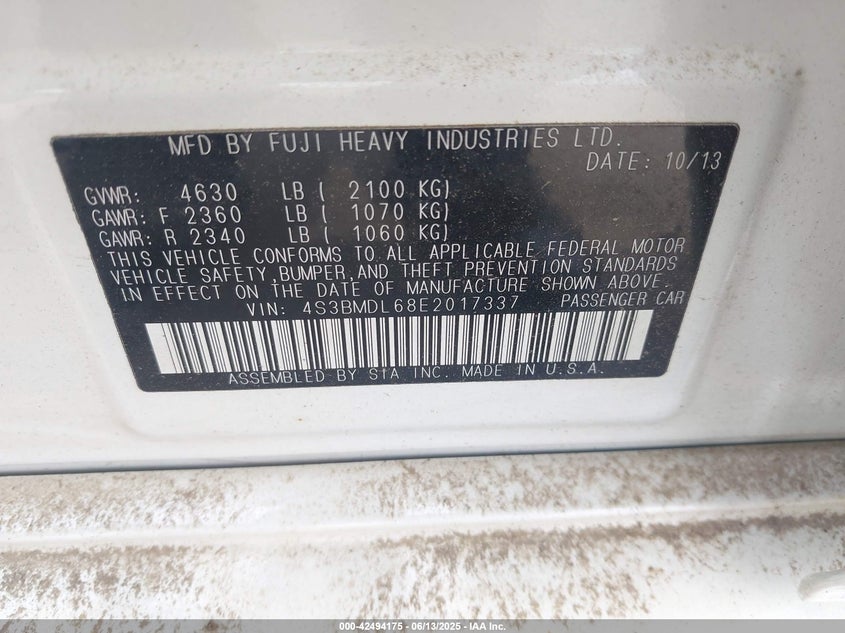 MFD BY FUJI HEAVY INDUSTRIES LTD.
DATE: 10/13
GVWR: 4630 LB ( 2100 KG)
GAWR: F 2360 LB ( 1070 KG)
GAWR: R 2340 LB ( 1060 KG)
THIS VEHICLE CONFORMS TO ALL APPLICABLE FEDERAL MOTOR
VEHICLE SAFETY,BUMPER,AND THEFT PREVENTION STANDARDS
IN EFFECT ON THE DATE OF MANUFACTURE SHOWN ABOVE.
VIN: 4S3BMDL68E2017337 PASSENGER CAR
ASSEMBLED BY SIA INC. MADE IN U.S.A.
000-42494175 - 06/13/2025 - IAA Inc.